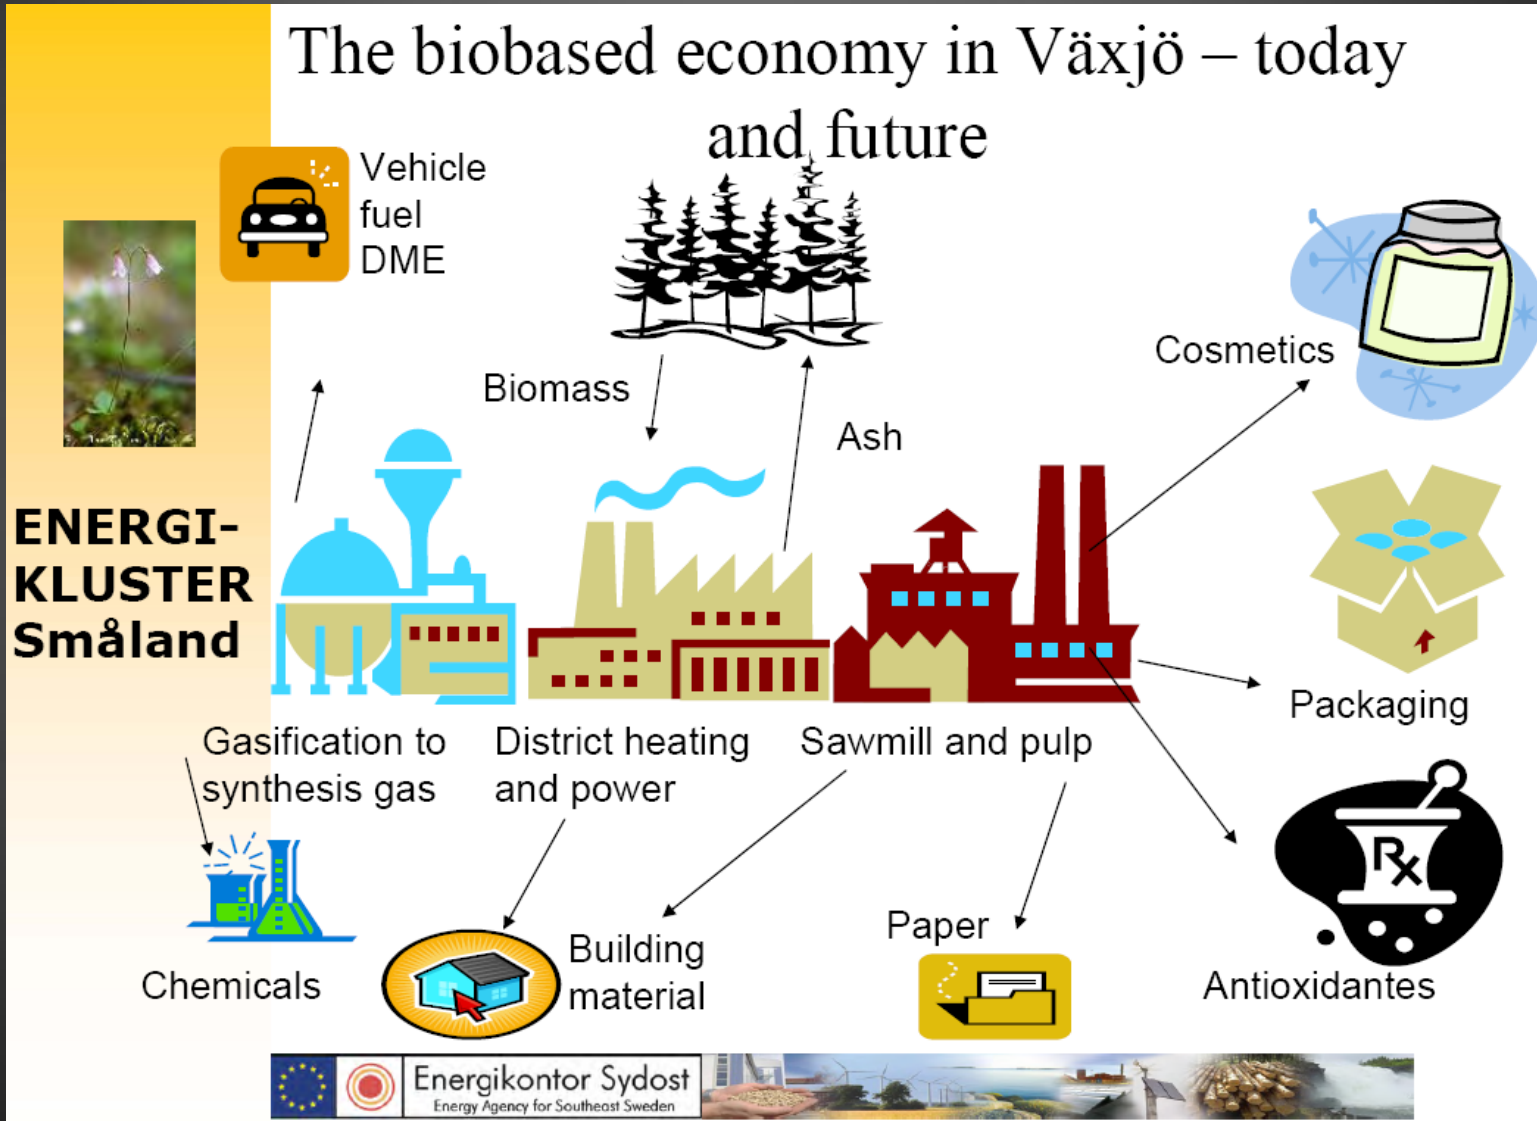 The biobased economy in Växjö – today
and future
Vehicle
fuel
DME
Biomass
Ash
Cosmetics
ENERGI-
KLUSTER
Småland
Packaging
Gasification to
synthesis gas
District heating
and power
Sawmill and pulp
Rx
Chemicals
Building
material
Paper
Antioxidantes
Energikontor Sydost
Energy Agency for Southeast Sweden